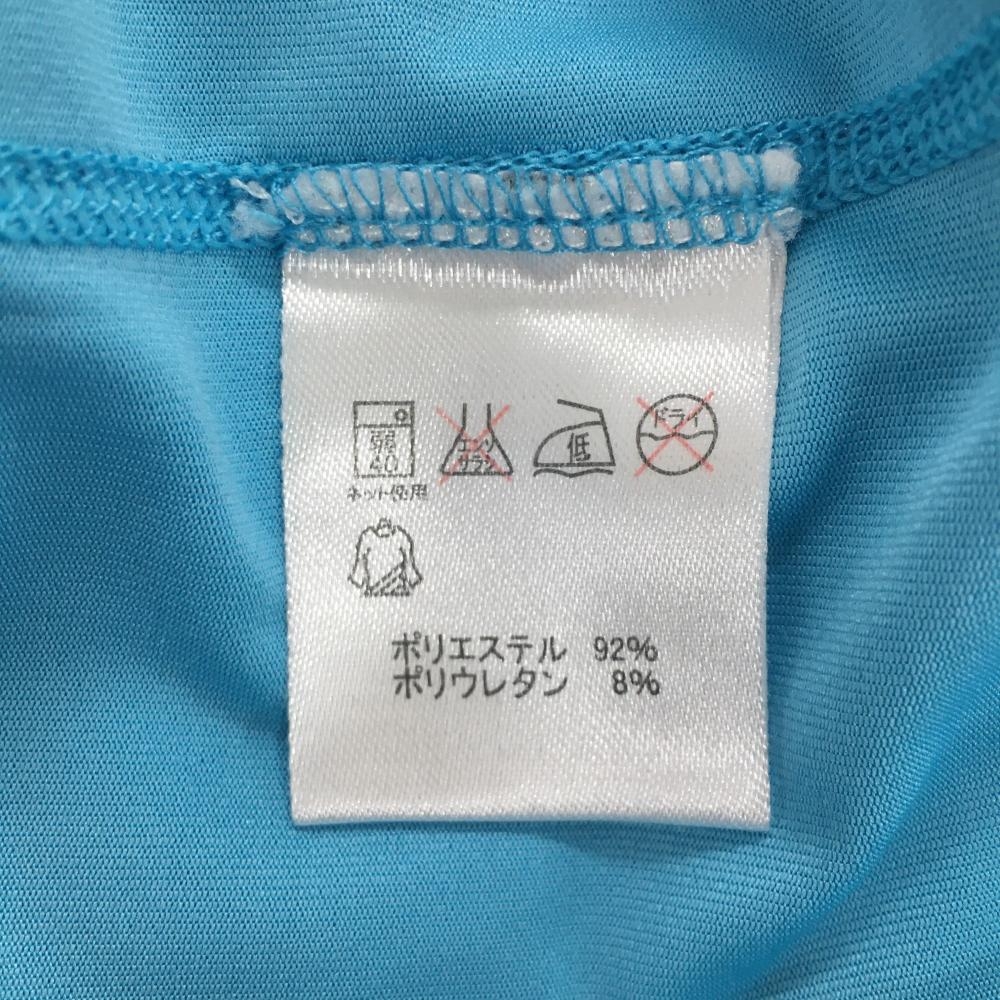 弱
40
ネット使用
エンソ
サラシ
低
ドライ
ポリエステル 92%
ポリウレタン 8%